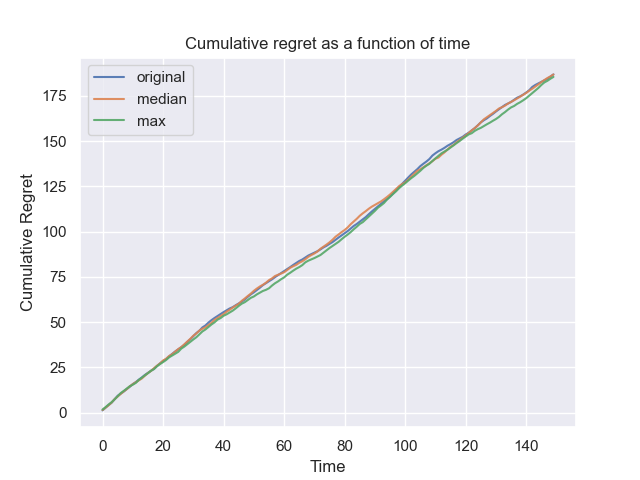 Cumulative regret as a function of time
original
median
max
Cumulative Regret
175
150
125
100
75
50
25
0
0 20 40 60 80 100 120 140
Time